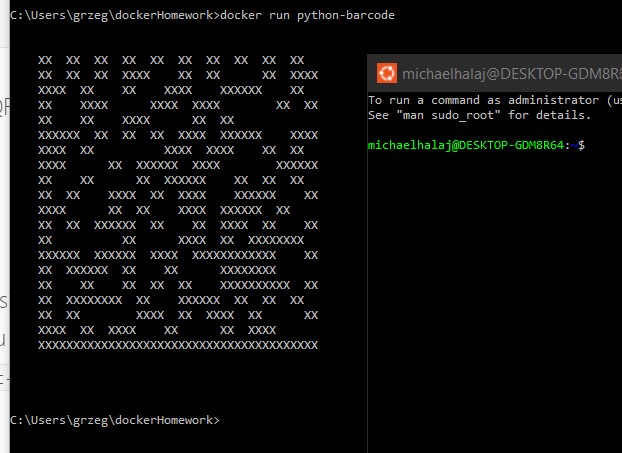 C:\Users\grzeg\dockerHomework>docker run python-barcode
XX  XX  XX  XX  XX  XX  XX  XX  XX  XX
XX  XX  XX  XXXX    XX  XX      XX  XXXX
XXXX  XX    XX    XXXX    XXXXXX    XX
XX    XXXX      XXXX  XXXX        XX  XX
XX    XX    XXXX      XX  XX
XXXXXX  XX  XX  XX  XXXX  XXXX  XX  XX
XXXX  XX        XX  XX  XXXX      XX
XXXX      XX  XXXXXX  XXXX        XXXXXX
XX    XX      XX  XXXXXX    XX  XX  XX
XX  XX  XXXX  XX  XXXX      XXXXXX    XX
XXXX      XX  XX    XXXX  XXXXXX  XX
XX  XX  XXXXXX  XX    XX  XXXX  XX    XX
XX          XX      XXXX  XX  XXXXXXXX
XXXXXX  XXXXXX  XXXX  XXXXXXXXXXXX    XX
XX  XXXXXX  XX    XX      XXXXXXXX
XX    XX    XX  XX  XX    XXXXXXXXXX  XX
XX  XXXXXXXX  XX    XXXXXX  XX  XX  XX
XX  XX        XXXX  XX  XXXX  XX      XX
XXXX  XX  XXXX    XX      XX  XXXX
XXXXXXXXXXXXXXXXXXXXXXXXXXXXXXXXXXXXXXXX
C:\Users\grzeg\dockerHomework>
michaelhalaj@DESKTOP-GDM8R
To run a command as administrator (us
See "man sudo_root" for details.
michaelhalaj@DESKTOP-GDM8R64:~$